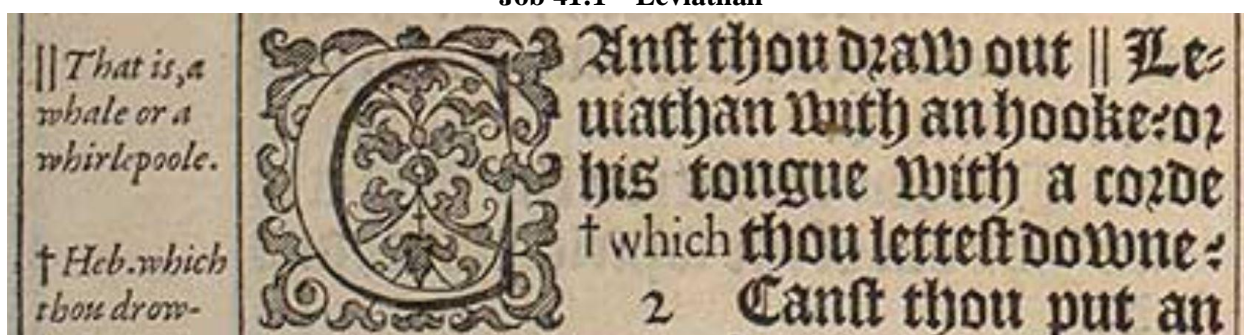 Job 41:1 – Leviathan
|| That is, a
whale or a
whirlepoole.
† Heb. which
thou drow-
CAnſt thou draw out || Le-
uiathan with an hooke? or
his tongue with a corde
† which thou letteſt downe?
2 Canſt thou put an